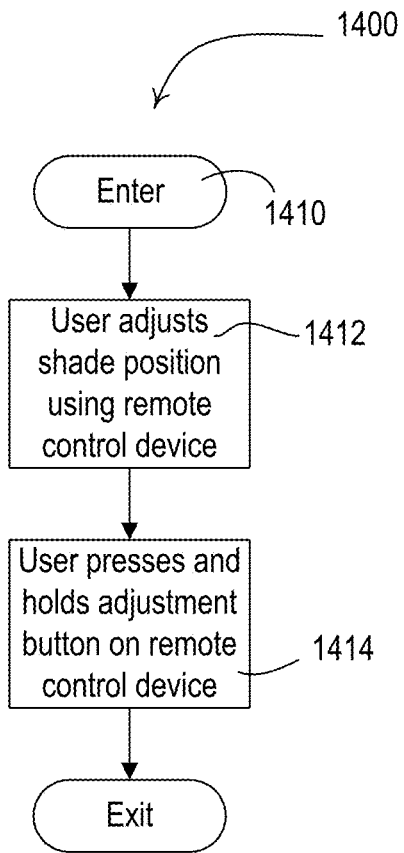 1400
Enter
1410
User adjusts
shade position
using remote
control device
1412
User presses and
holds adjustment
button on remote
control device
1414
Exit